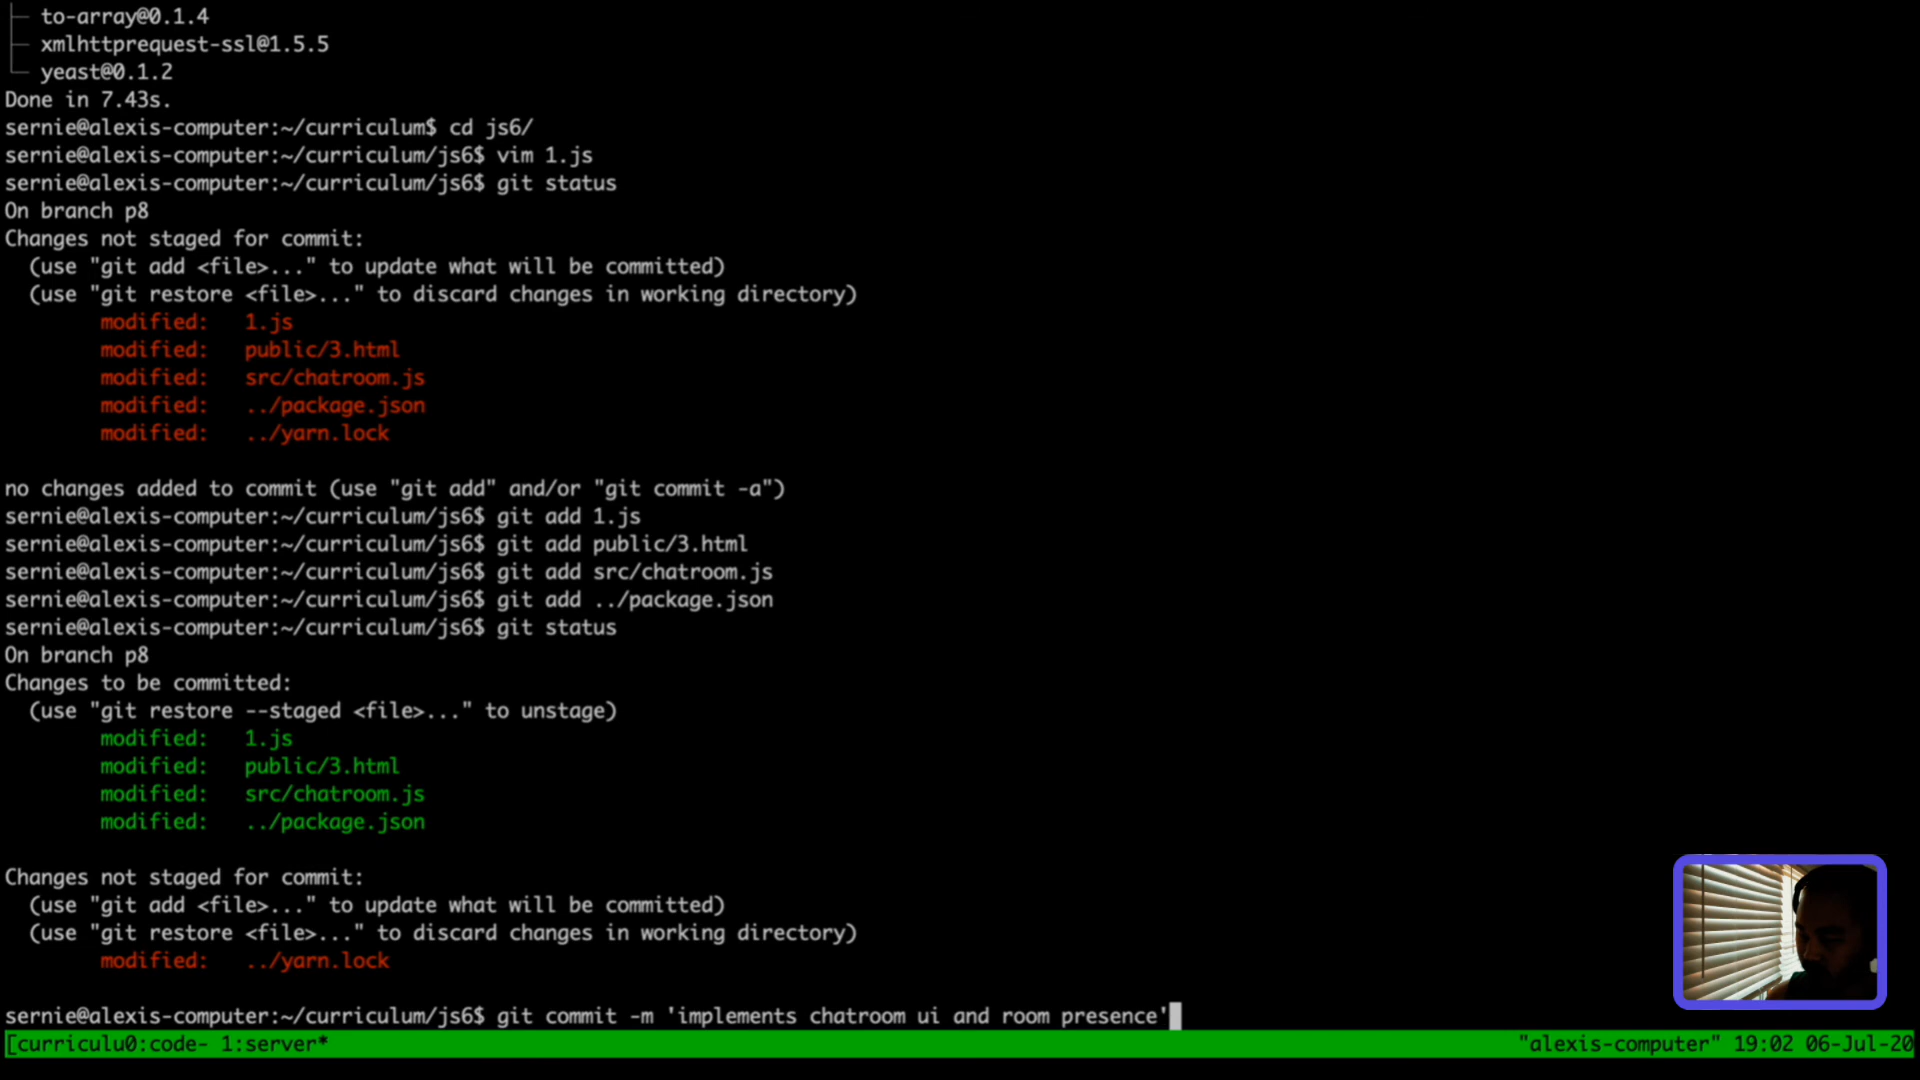 to-array@0.1.4
xmlhttprequest-ssl@1.5.5
yeast@0.1.2
Done in 7.43s.
sernie@alexis-computer:~/curriculum$ cd js6/
sernie@alexis-computer:~/curriculum/js6$ vim 1.js
sernie@alexis-computer:~/curriculum/js6$ git status
On branch p8
Changes not staged for commit:
  (use "git add <file>..." to update what will be committed)
  (use "git restore <file>..." to discard changes in working directory)
        modified:   1.js
        modified:   public/3.html
        modified:   src/chatroom.js
        modified:   ../package.json
        modified:   ../yarn.lock
no changes added to commit (use "git add" and/or "git commit -a")
sernie@alexis-computer:~/curriculum/js6$ git add 1.js
sernie@alexis-computer:~/curriculum/js6$ git add public/3.html
sernie@alexis-computer:~/curriculum/js6$ git add src/chatroom.js
sernie@alexis-computer:~/curriculum/js6$ git add ../package.json
sernie@alexis-computer:~/curriculum/js6$ git status
On branch p8
Changes to be committed:
  (use "git restore --staged <file>..." to unstage)
        modified:   1.js
        modified:   public/3.html
        modified:   src/chatroom.js
        modified:   ../package.json
Changes not staged for commit:
  (use "git add <file>..." to update what will be committed)
  (use "git restore <file>..." to discard changes in working directory)
        modified:   ../yarn.lock
sernie@alexis-computer:~/curriculum/js6$ git commit -m 'implements chatroom ui and room presence'
[curriculu0:code- 1:server* "alexis-computer" 19:02 06-Jul-20